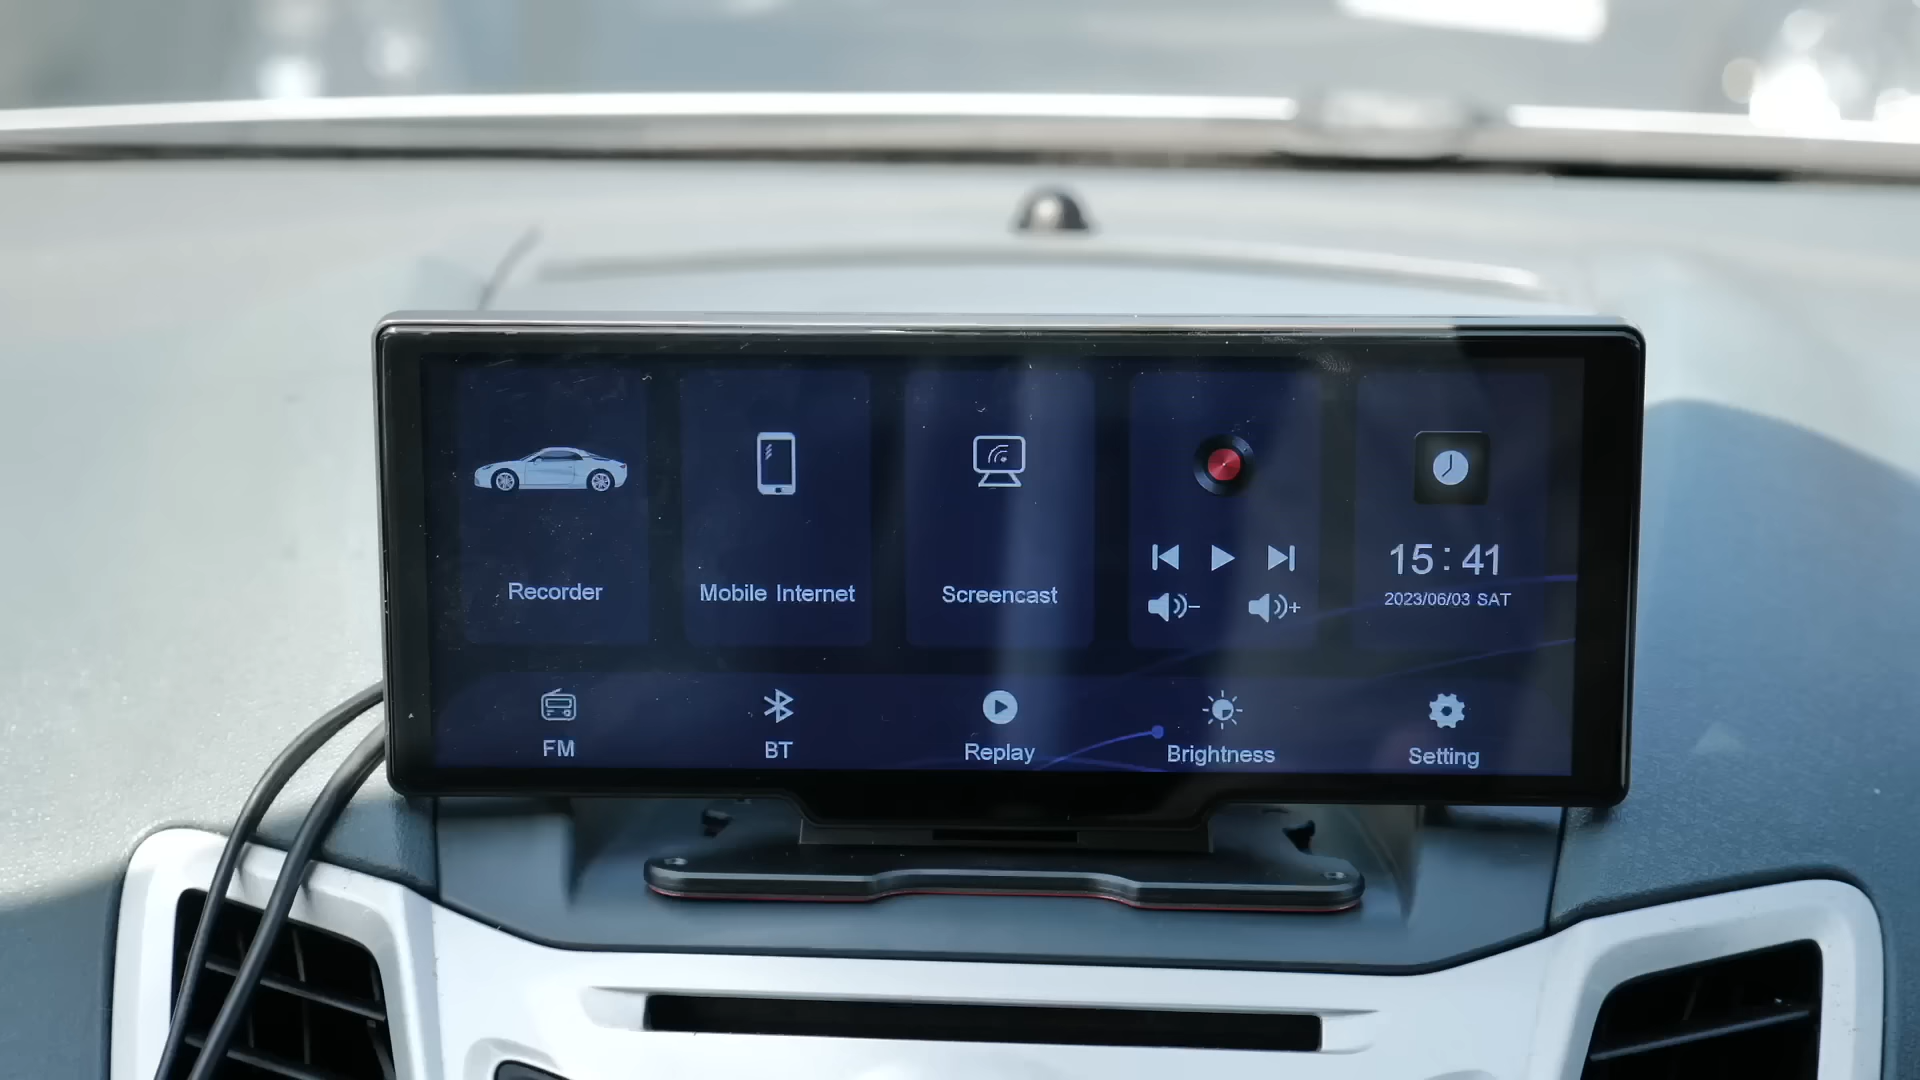 Recorder
Mobile Internet
Screencast
15:41
2023/06/03 SAT
FM
BT
Replay
Brightness
Setting